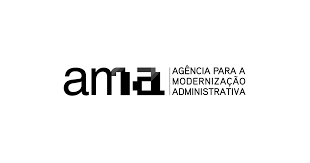 ama
AGÊNCIA PARA A
MODERNIZAÇÃO
ADMINISTRATIVA